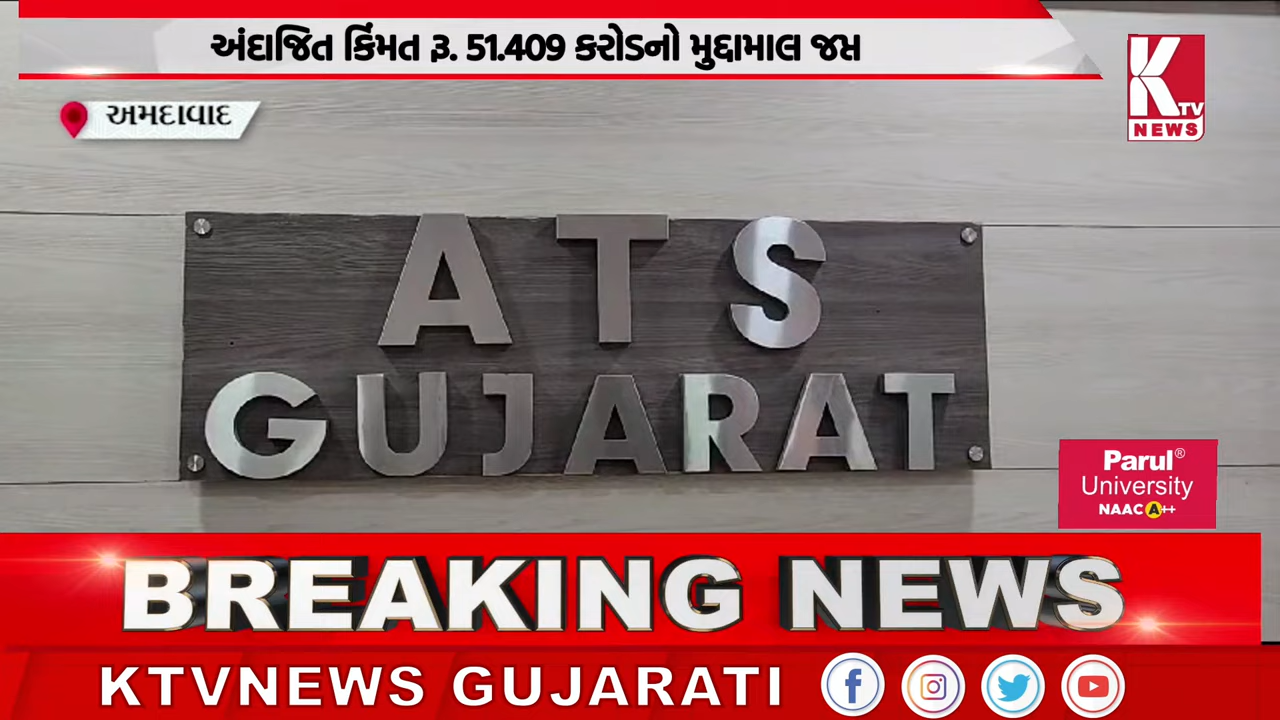 અંદાજિત કિંમત રૂ. 51.409 કરોડનો મુદ્દામાલ જપ્ત
K TV
NEWS
અમદાવાદ
ATS
GUJARAT
Parul®
University
NAAC A++
BREAKING NEWS
KTVNEWS GUJARATI